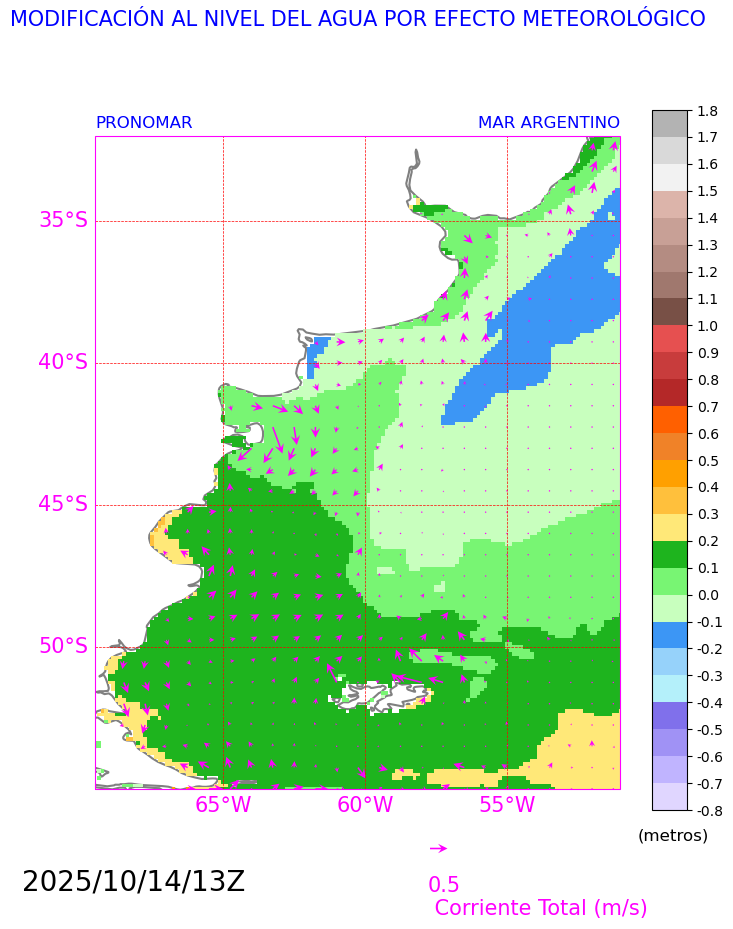 MODIFICACIÓN AL NIVEL DEL AGUA POR EFECTO METEOROLÓGICO
PRONOMAR
MAR ARGENTINO
35°S
40°S
45°S
50°S
65°W
60°W
55°W
1.8
1.7
1.6
1.5
1.4
1.3
1.2
1.1
1.0
0.9
0.8
0.7
0.6
0.5
0.4
0.3
0.2
0.1
0.0
-0.1
-0.2
-0.3
-0.4
-0.5
-0.6
-0.7
-0.8
(metros)
2025/10/14/13Z
0.5
Corriente Total (m/s)